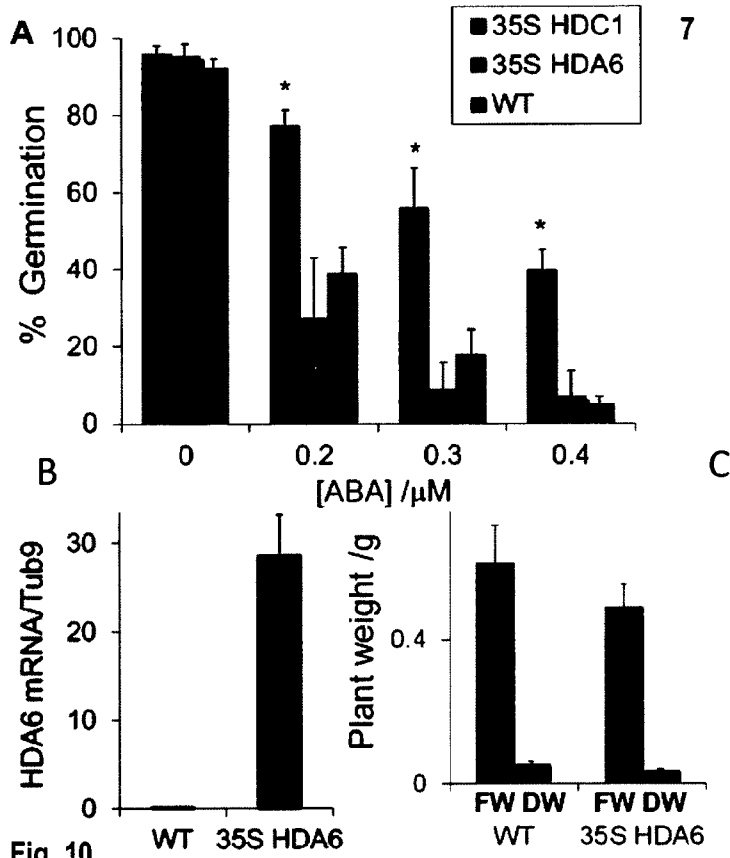 A
100
80
60
40
20
0
% Germination
35S HDC1
35S HDA6
WT
7
*
*
*
0 0.2 0.3 0.4
[ABA] /μM
B
30
20
10
0
HDA6 mRNA/Tub9
WT 35S HDA6
C
Plant weight /g
0.4
0
FW DW FW DW
WT 35S HDA6
Fig. 10